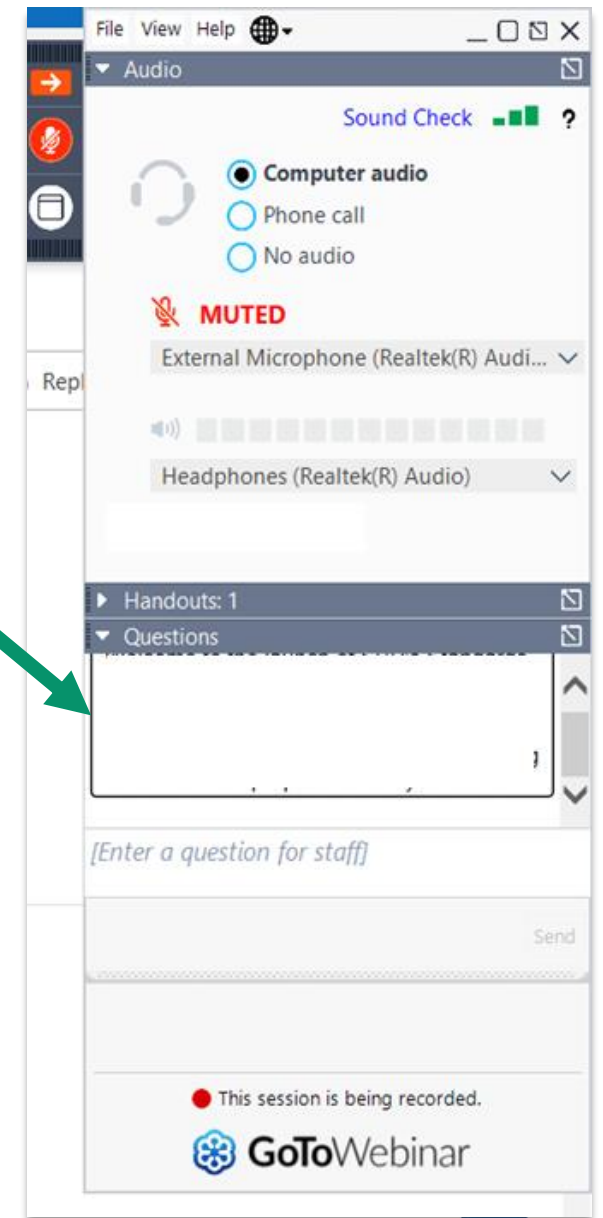 File View Help
Audio
Sound Check ?
Computer audio
Phone call
No audio
MUTED
External Microphone (Realtek(R) Audi...
Repl
Headphones (Realtek(R) Audio)
Handouts: 1
Questions
[Enter a question for staff]
Send
This session is being recorded.
GoToWebinar